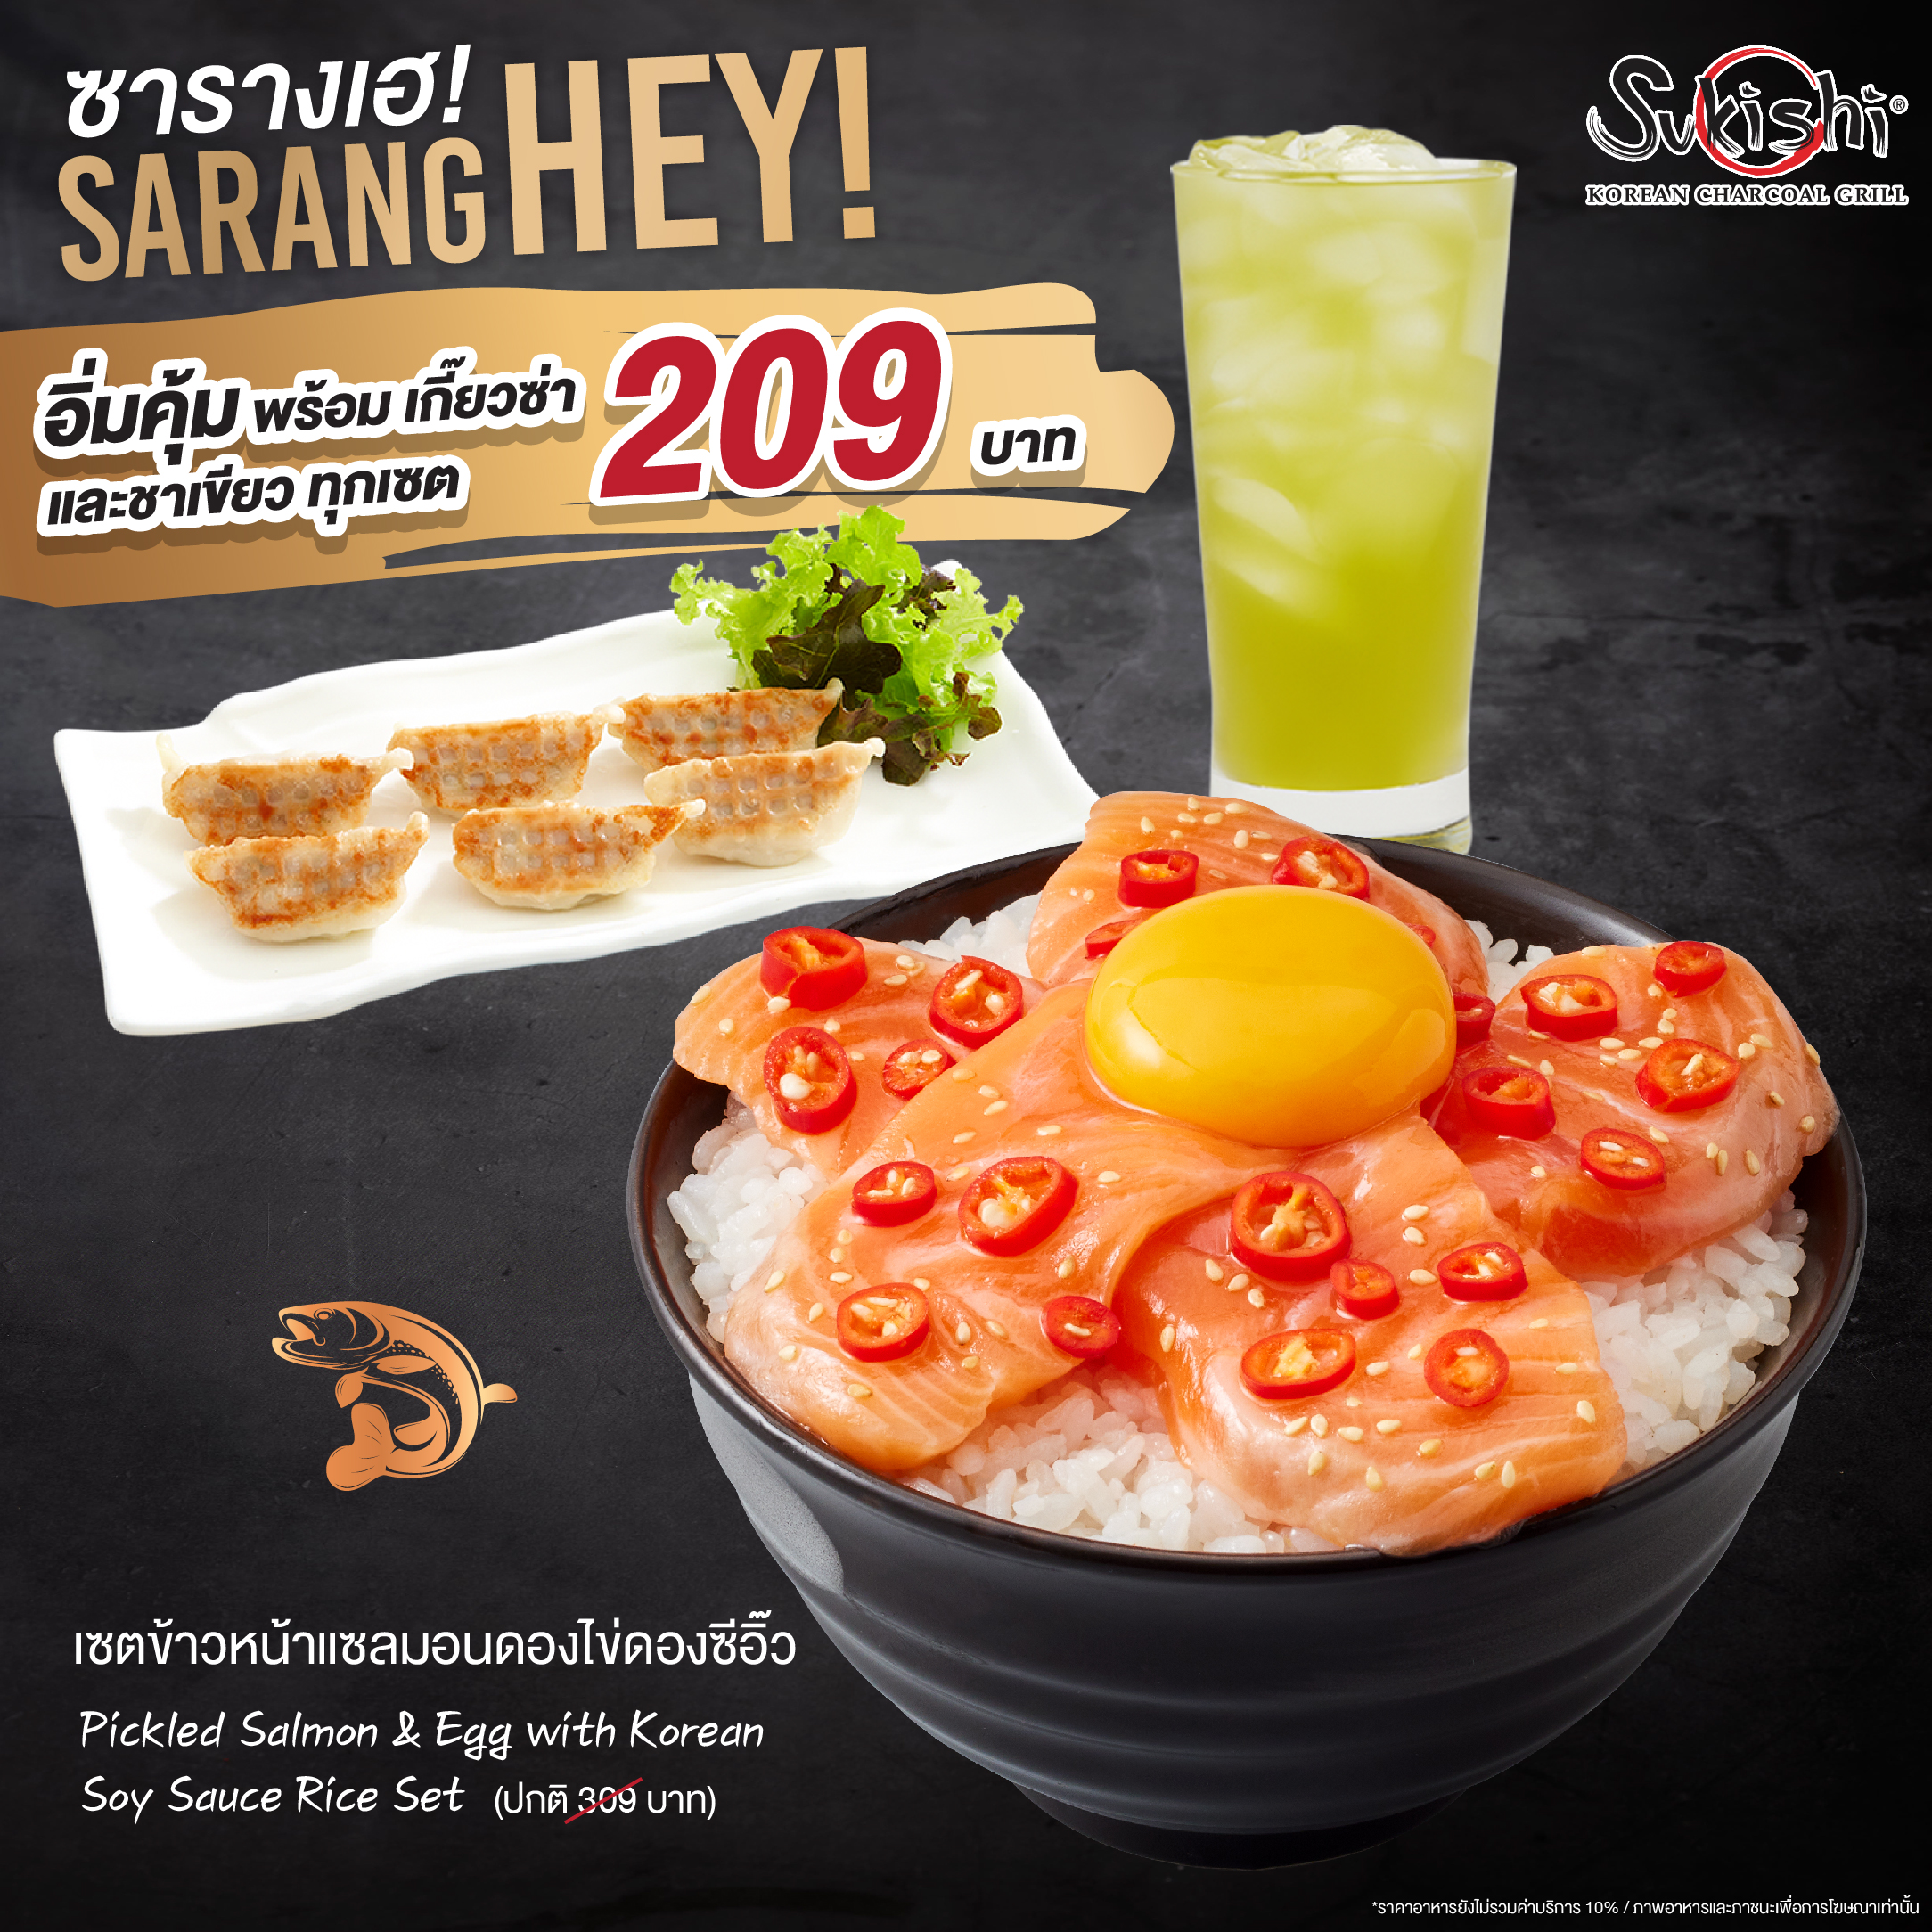 ซารางเฮ!
SARANGHEY!
Sukishi®
KOREAN CHARCOAL GRILL
อิ่มคุ้ม พร้อม เกี๊ยวซ่า
และชาเขียว ทุกเซต
209 บาท
เซตข้าวหน้าแซลมอนดองไข่ดองซีอิ๊ว
Pickled Salmon & Egg with Korean
Soy Sauce Rice Set (ปกติ 309 บาท)
*ราคาอาหารยังไม่รวมค่าบริการ 10% / ภาพอาหารและภาชนะเพื่อการโฆษณาเท่านั้น